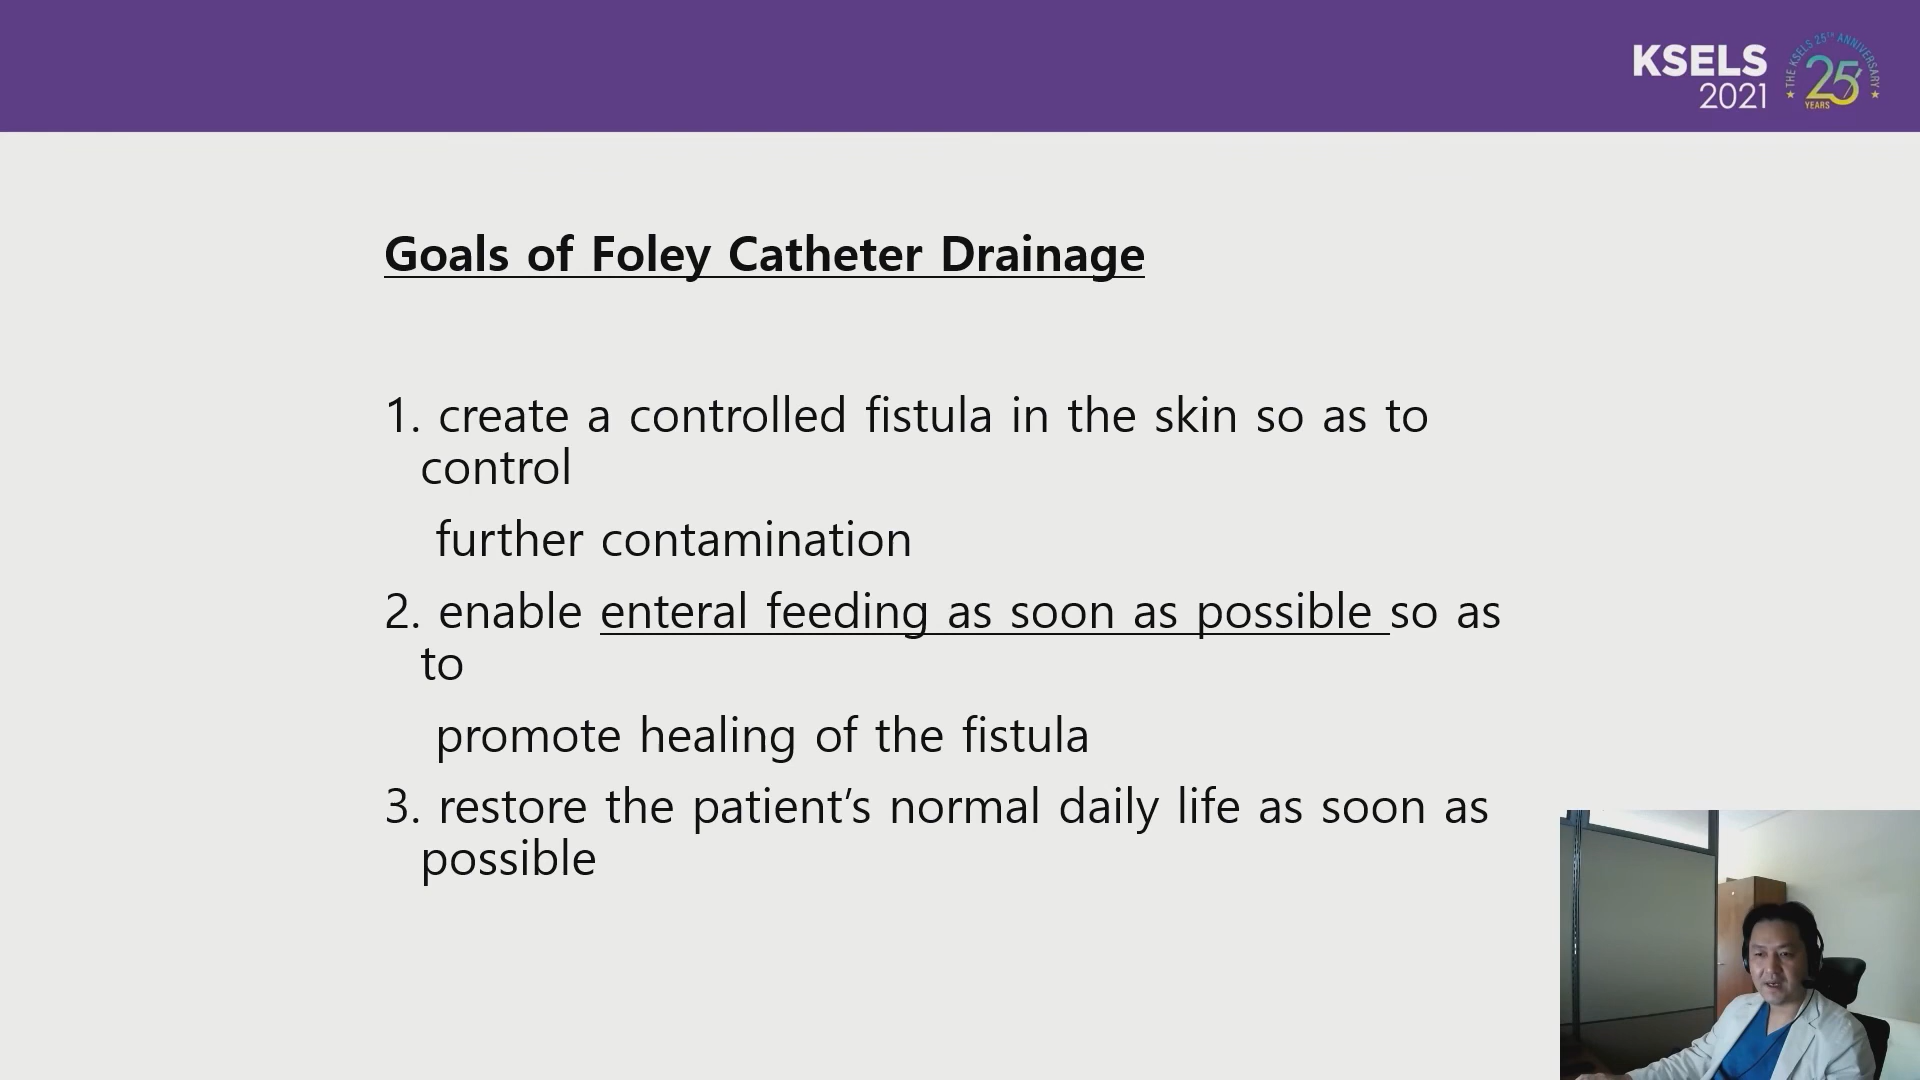 KSELS
2021
THE KSELS 25TH ANNIVERSARY
25
YEARS
Goals of Foley Catheter Drainage
1. create a controlled fistula in the skin so as to
control
further contamination
2. enable enteral feeding as soon as possible so as
to
promote healing of the fistula
3. restore the patient’s normal daily life as soon as
possible